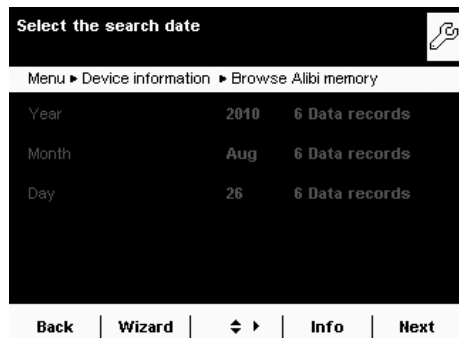 Select the search date
Menu ▸ Device information ▸ Browse Alibi memory
Year 2010 6 Data records
Month Aug 6 Data records
Day 26 6 Data records
Back Wizard Info Next